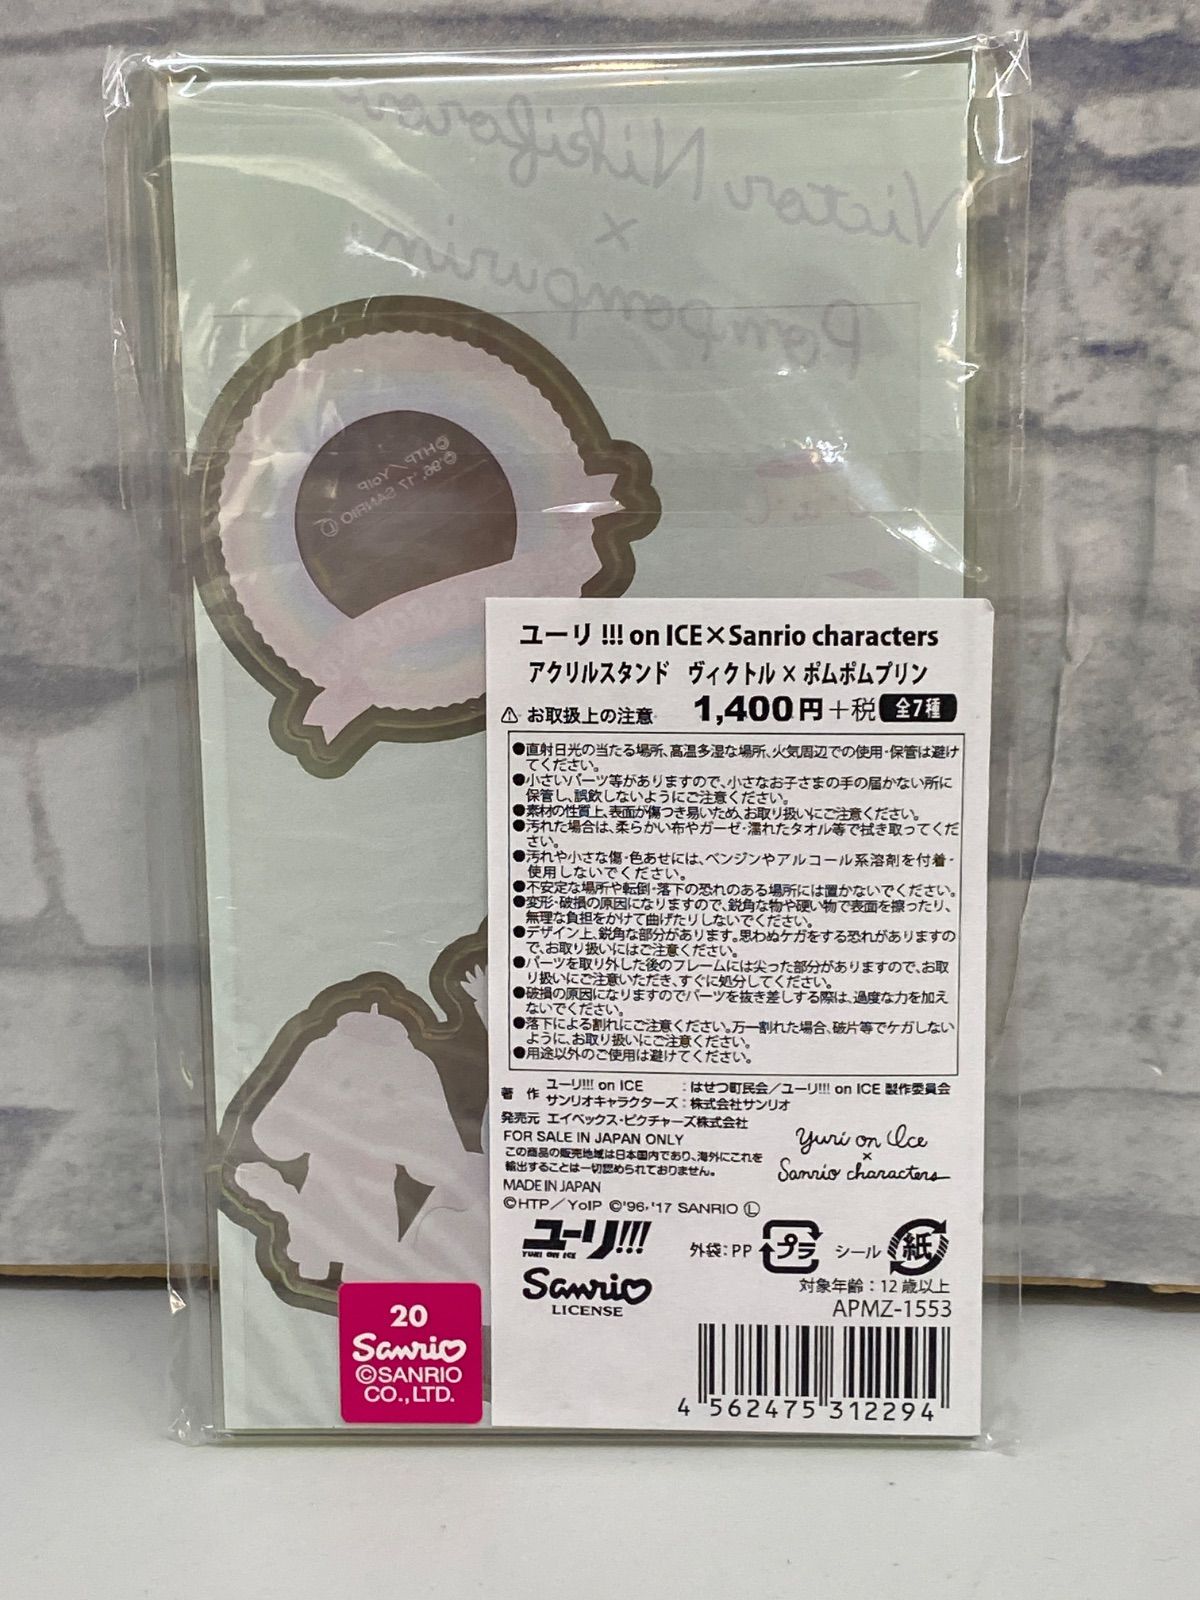 Victor Nikiforov
×
Pompompurin
©HTP/YoIP
©'96, '17 SANRIO Ⓛ
ユーリ!!! on ICE×Sanrio characters
アクリルスタンド ヴィクトル×ポムポムプリン
⚠お取扱上の注意 1,400円+税 全7種
●直射日光の当たる場所、高温多湿な場所、火気周辺での使用・保管は避け
てください。
●小さいパーツ等がありますので、小さなお子さまの手の届かない所に
保管し、誤飲しないようにご注意ください。
●素材の性質上、表面が傷つき易いため、お取り扱いにご注意ください。
●汚れた場合は、柔らかい布やガーゼ・濡れたタオル等で拭き取ってくだ
さい。
●汚れや小さな傷・色あせには、ベンジンやアルコール系溶剤を付着・
使用しないでください。
●不安定な場所や転倒・落下の恐れのある場所には置かないでください。
●変形・破損の原因になりますので、鋭角な物や硬い物で表面を擦ったり、
無理な負担をかけて曲げたりしないでください。
●デザイン上、鋭角な部分があります。思わぬケガをする恐れがありますの
で、お取り扱いにはご注意ください。
●パーツを取り外した後のフレームには尖った部分がありますので、お取
り扱いにご注意いただき、すぐに処分してください。
●破損の原因になりますのでパーツを抜き差しする際は、過度な力を加え
ないでください。
●落下による割れにご注意ください。万一割れた場合、破片等でケガしない
ように、お取り扱いにご注意ください。
●用途以外のご使用は避けてください。
著 作 ユーリ!!! on ICE :はせつ町民会/ユーリ!!! on ICE 製作委員会
サンリオキャラクターズ:株式会社サンリオ
発売元 エイベックス・ピクチャーズ株式会社
FOR SALE IN JAPAN ONLY
この商品の販売地域は日本国内であり、海外にこれを
輸出することは一切認められておりません。
MADE IN JAPAN
©HTP/YoIP ©'96, '17 SANRIO Ⓛ
Yuri on Ice
×
Sanrio characters
ユーリ!!!
YURI ON ICE
外袋:PP プラ シール 紙
Sanrio
LICENSE
対象年齢:12歳以上
APMZ-1553
4 562475 312294
20
Sanrio
©SANRIO
CO.,LTD.